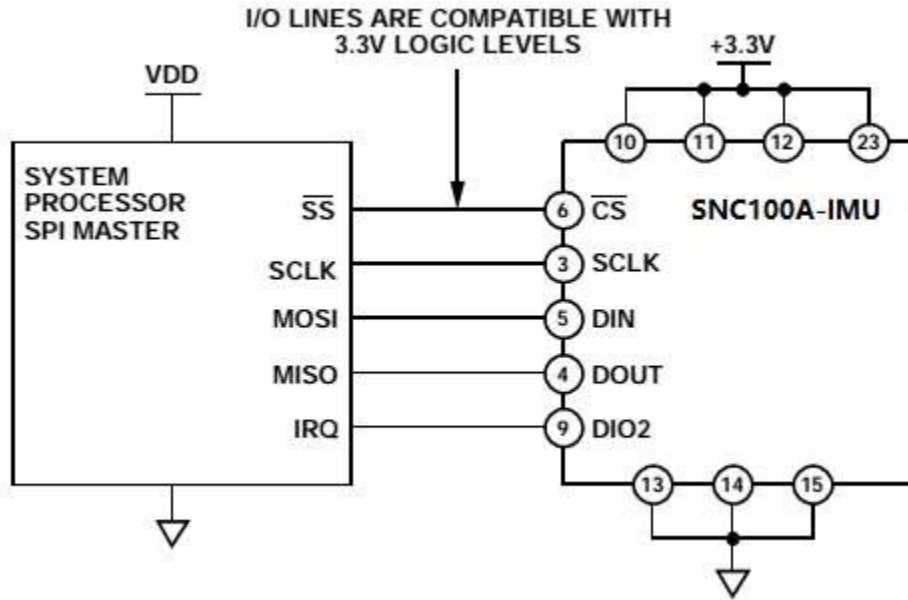 I/O LINES ARE COMPATIBLE WITH
3.3V LOGIC LEVELS
+3.3V
VDD
10
11
12
23
SYSTEM
PROCESSOR
SPI MASTER
SNC100A-IMU
SS
6
CS
SCLK
3
SCLK
MOSI
5
DIN
MISO
4
DOUT
IRQ
9
DIO2
13
14
15